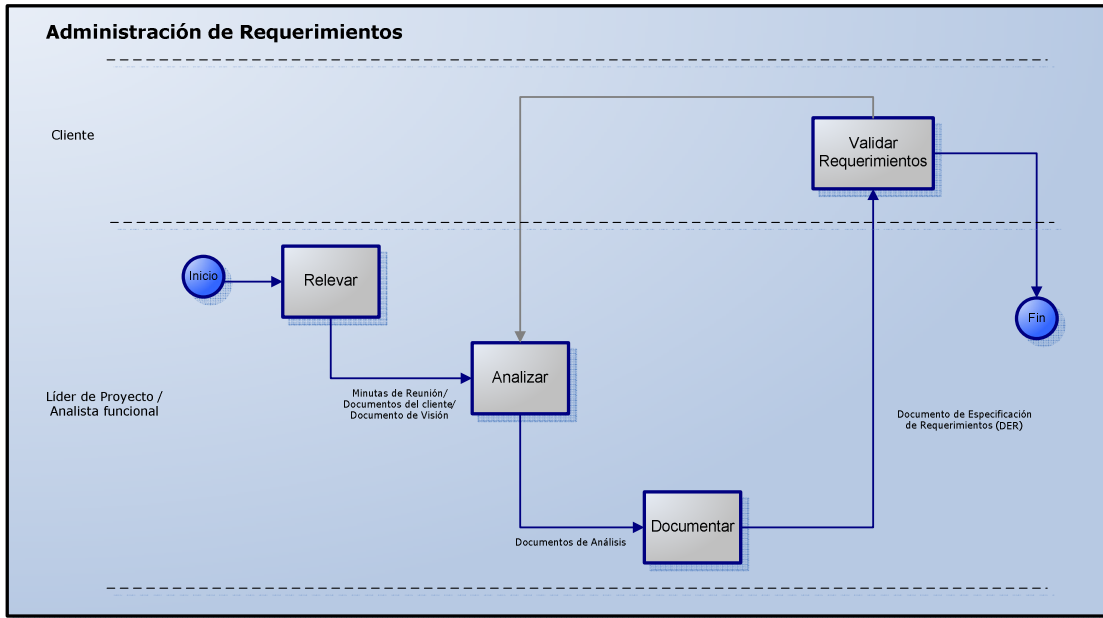 Administración de Requerimientos
Cliente
Validar
Requerimientos
Inicio
Relevar
Fin
Analizar
Minutas de Reunión/
Documentos del cliente/
Documento de Visión
Líder de Proyecto /
Analista funcional
Documento de Especificación
de Requerimientos (DER)
Documentar
Documentos de Análisis